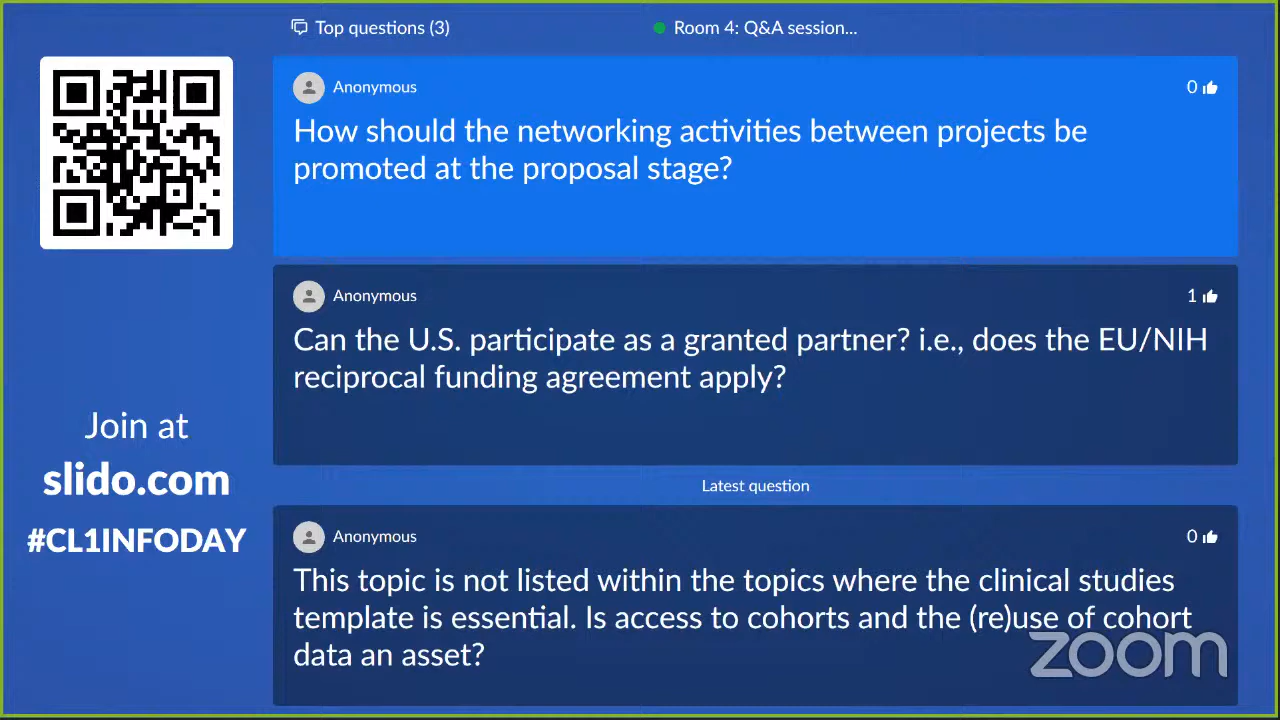 Top questions (3)
Room 4: Q&A session...
Anonymous
0
How should the networking activities between projects be
promoted at the proposal stage?
Anonymous
1
Can the U.S. participate as a granted partner? i.e., does the EU/NIH
reciprocal funding agreement apply?
Join at
slido.com
#CL1INFODAY
Latest question
Anonymous
0
This topic is not listed within the topics where the clinical studies
template is essential. Is access to cohorts and the (re)use of cohort
data an asset?
zoom